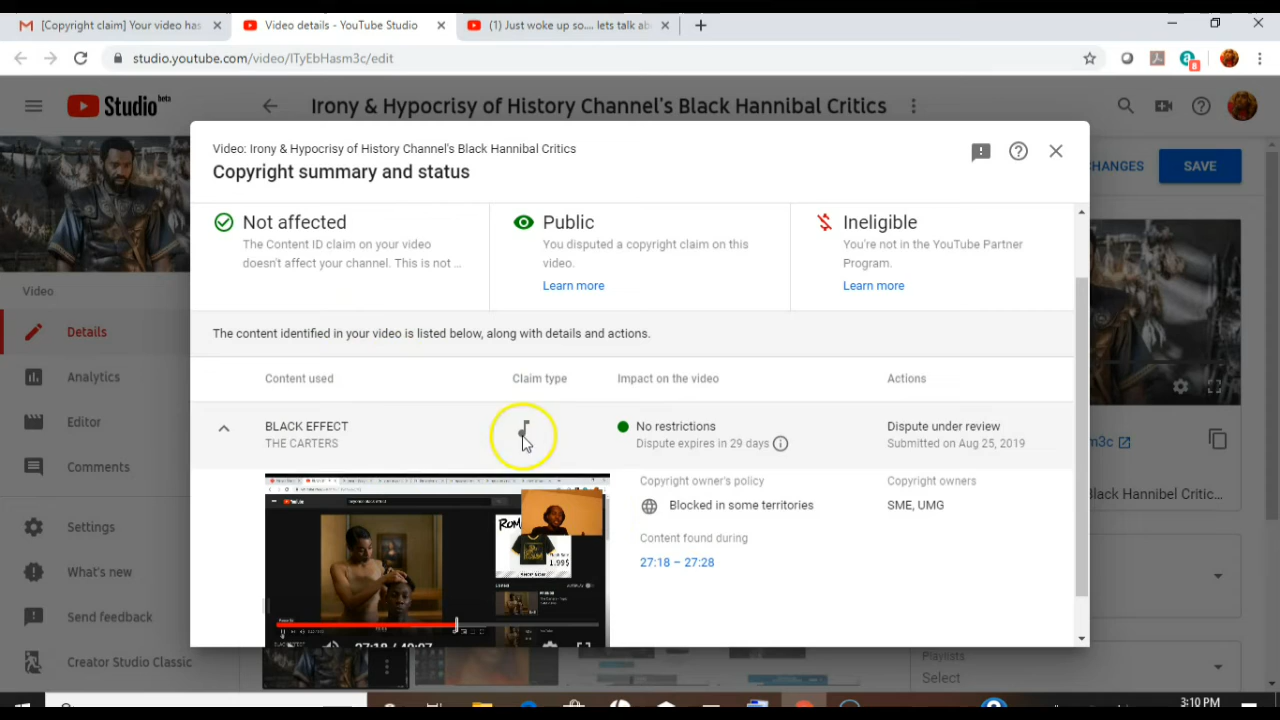 [Copyright claim] Your video has
Video details - YouTube Studio
(1) Just woke up so.... lets talk ab
studio.youtube.com/video/ITyEbHasm3c/edit
8
Studio beta
Irony & Hypocrisy of History Channel's Black Hannibal Critics
Video: Irony & Hypocrisy of History Channel's Black Hannibal Critics
Copyright summary and status
CHANGES
SAVE
Not affected
The Content ID claim on your video
doesn't affect your channel. This is not ...
Public
You disputed a copyright claim on this
video.
Learn more
Ineligible
You're not in the YouTube Partner
Program.
Learn more
Video
Details
Analytics
Editor
Comments
Settings
What's new
Send feedback
Creator Studio Classic
The content identified in your video is listed below, along with details and actions.
Content used
Claim type
Impact on the video
Actions
BLACK EFFECT
THE CARTERS
No restrictions
Dispute expires in 29 days
Dispute under review
Submitted on Aug 25, 2019
Copyright owner's policy
Blocked in some territories
Copyright owners
SME, UMG
Content found during
27:18 – 27:28
YouTube
1.99$
m3c
Black Hannibel Critic...
Playlists
Select
3:10 PM